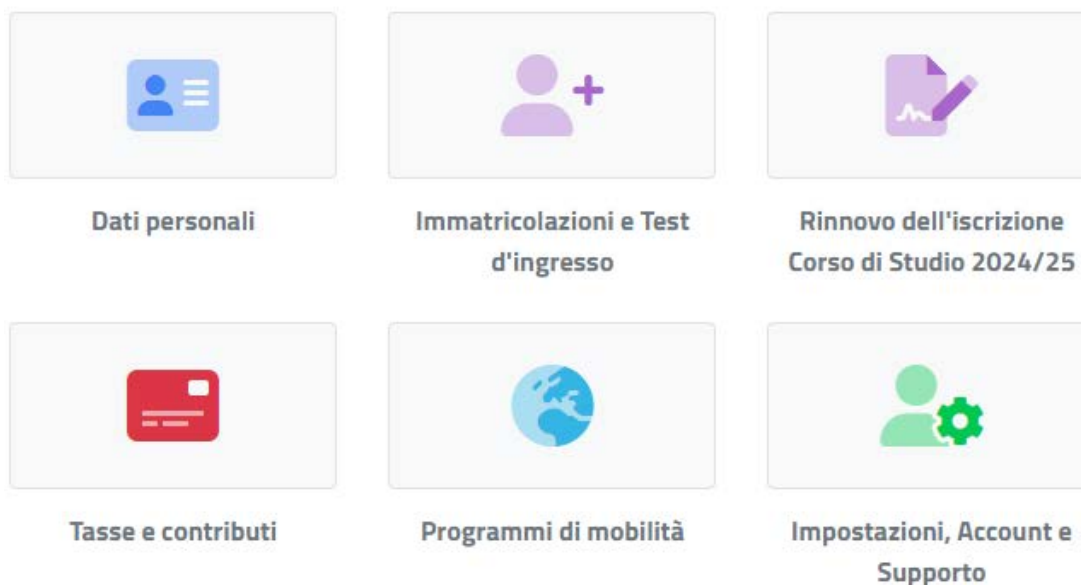 Dati personali
Immatricolazioni e Test
d'ingresso
Rinnovo dell'iscrizione
Corso di Studio 2024/25
Tasse e contributi
Programmi di mobilità
Impostazioni, Account e
Supporto